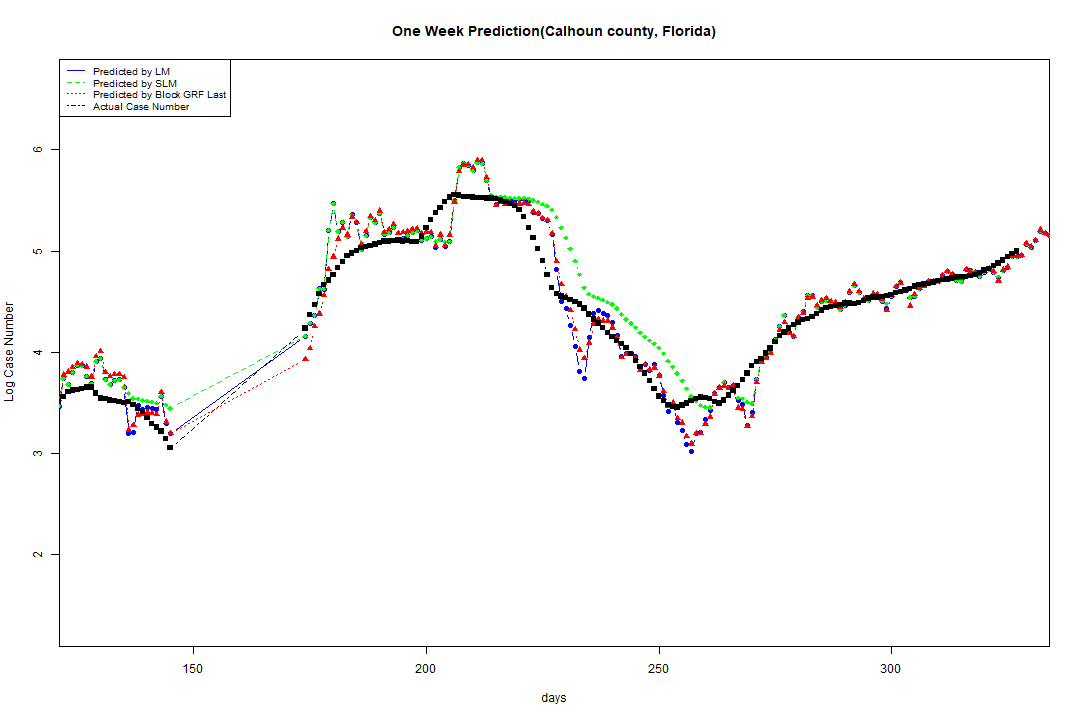 One Week Prediction(Calhoun county, Florida)
Predicted by LM
Predicted by SLM
Predicted by Block GRF Last
Actual Case Number
6
5
4
3
2
Log Case Number
150 200 250 300
days